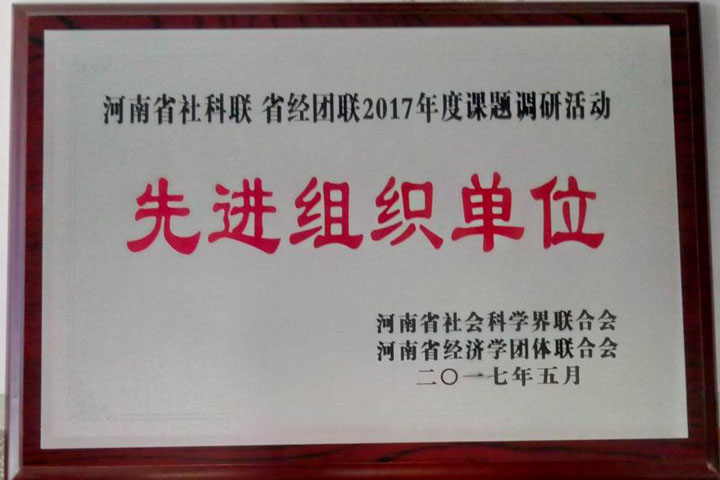 河南省社科联 省经团联2017年度课题调研活动
先进组织单位
河南省社会科学界联合会
河南省经济学团体联合会
二〇一七年五月